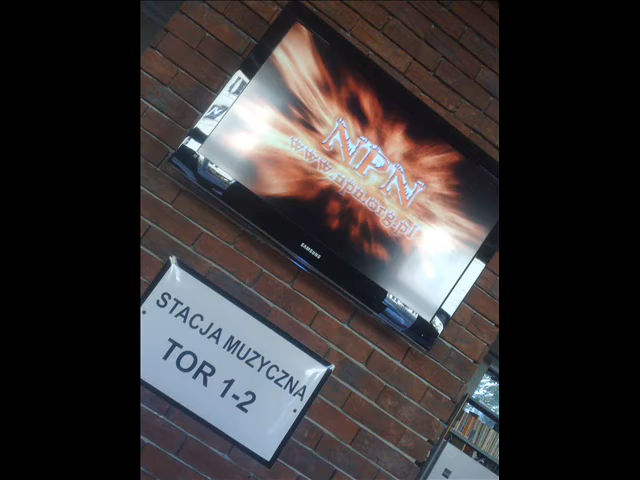 NPN
www.npn.org.pl
SAMSUNG
STACJA MUZYCZNA
TOR 1-2